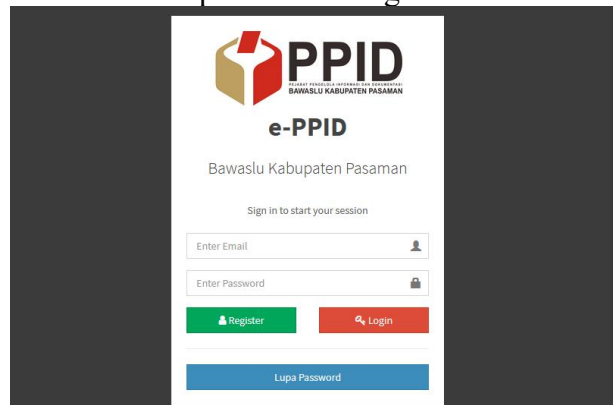 PPID
PEJABAT PENGELOLA INFORMASI DAN DOKUMENTASI
BAWASLU KABUPATEN PASAMAN
e-PPID
Bawaslu Kabupaten Pasaman
Sign in to start your session
Enter Email
Enter Password
Register
Login
Lupa Password